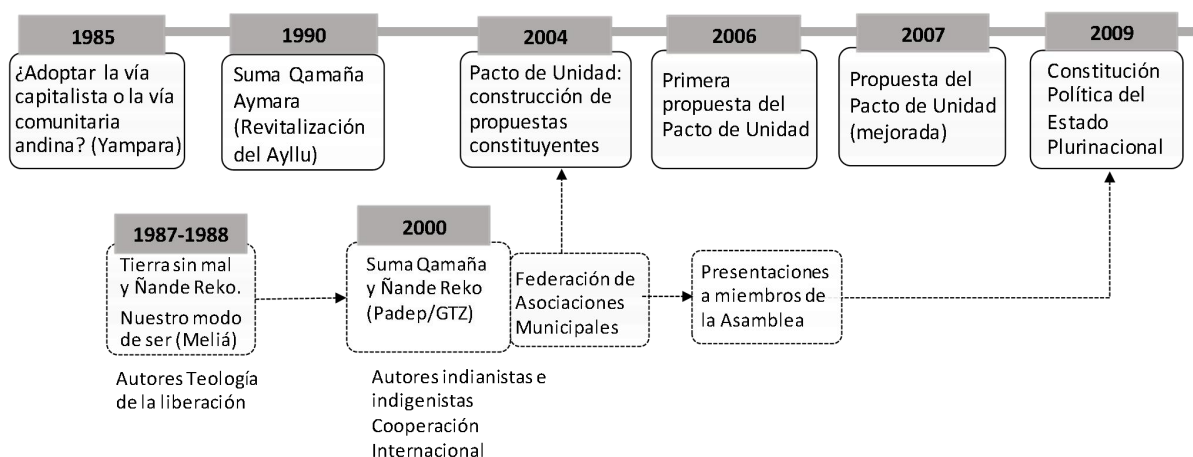 1985
¿Adoptar la vía
capitalista o la vía
comunitaria
andina? (Yampara)
1990
Suma Qamaña
Aymara
(Revitalización
del Ayllu)
2004
Pacto de Unidad:
construcción de
propuestas
constituyentes
2006
Primera
propuesta del
Pacto de Unidad
2007
Propuesta del
Pacto de Unidad
(mejorada)
2009
Constitución
Política del
Estado
Plurinacional
1987-1988
Tierra sin mal
y Ñande Reko.
Nuestro modo
de ser (Meliá)
Autores Teología
de la liberación
2000
Suma Qamaña
y Ñande Reko
(Padep/GTZ)
Autores indianistas e
indigenistas
Cooperación
Internacional
Federación de
Asociaciones
Municipales
Presentaciones
a miembros de
la Asamblea